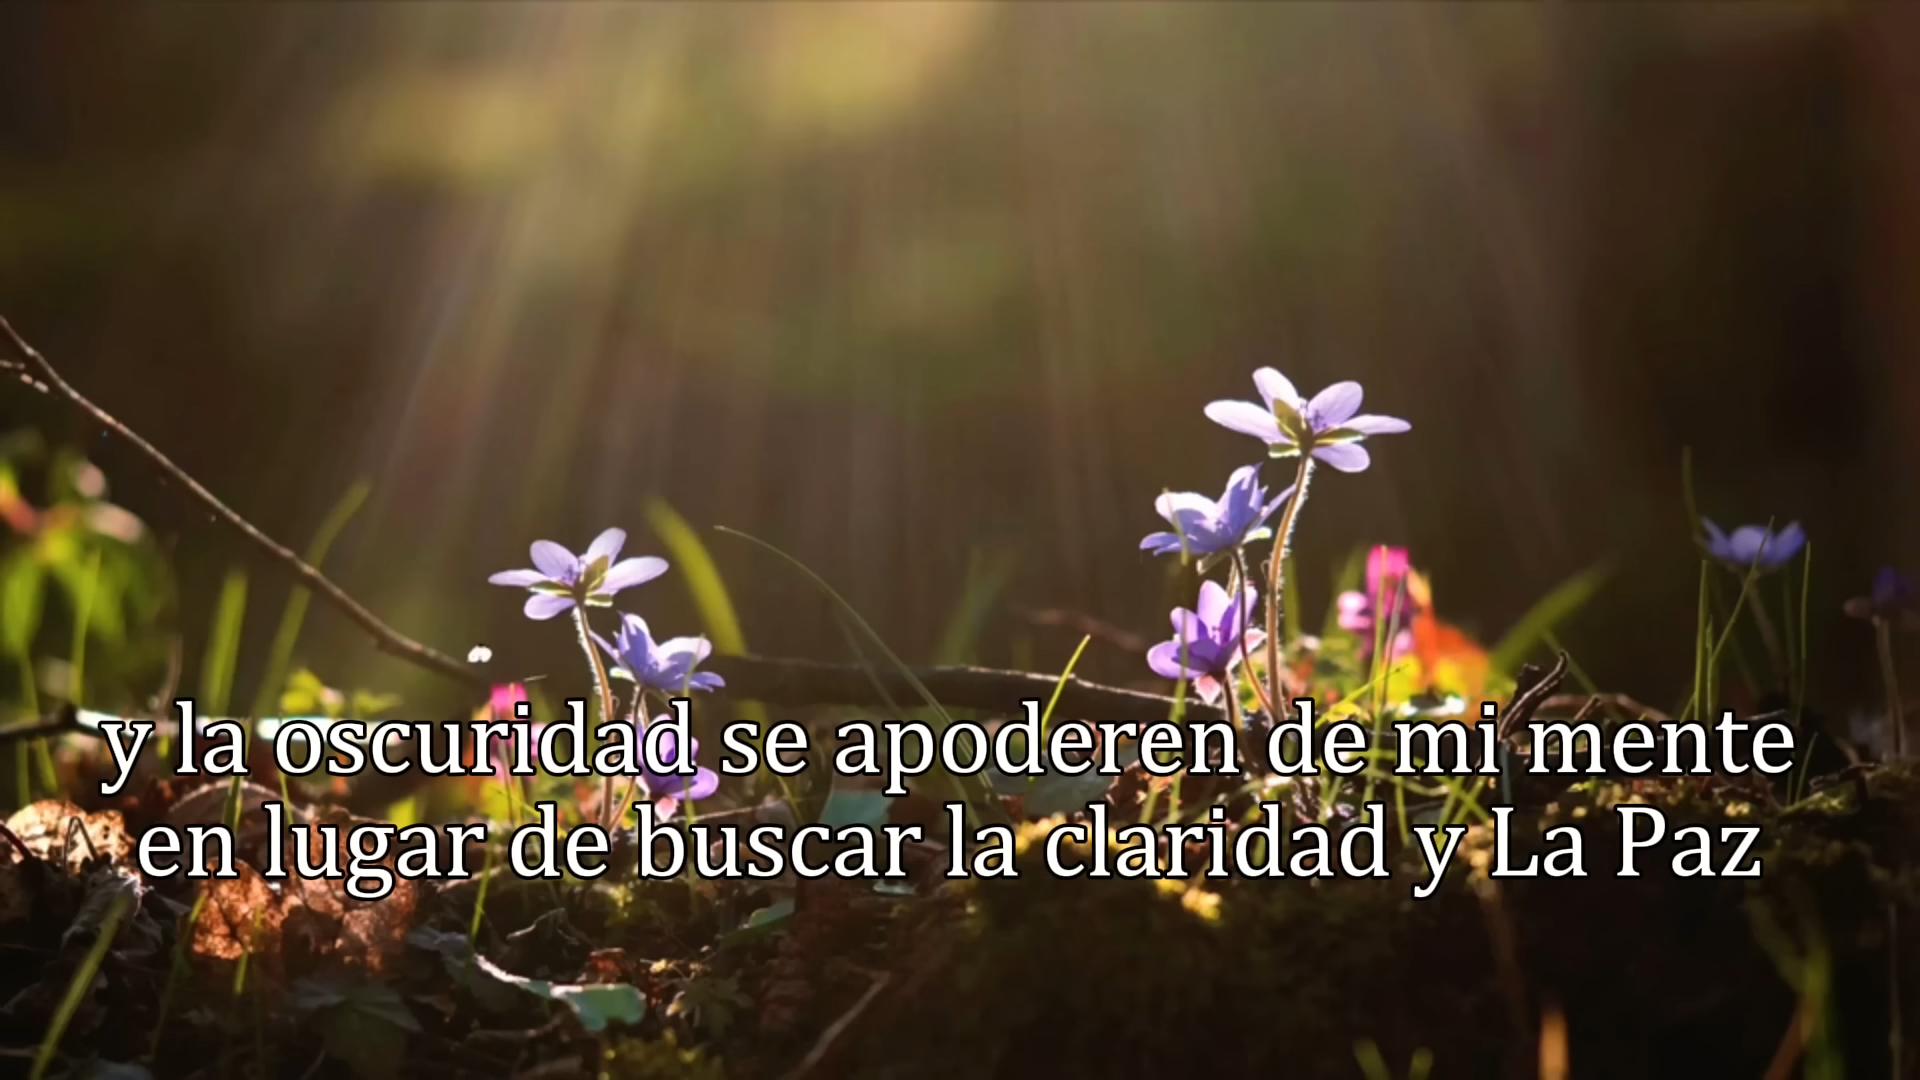 y la oscuridad se apoderen de mi mente
en lugar de buscar la claridad y La Paz